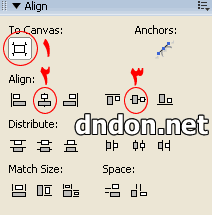 Align
To Canvas:
Anchors:
١
Align:
٢
٣
dndon.net
Distribute:
Match Size:
Space: